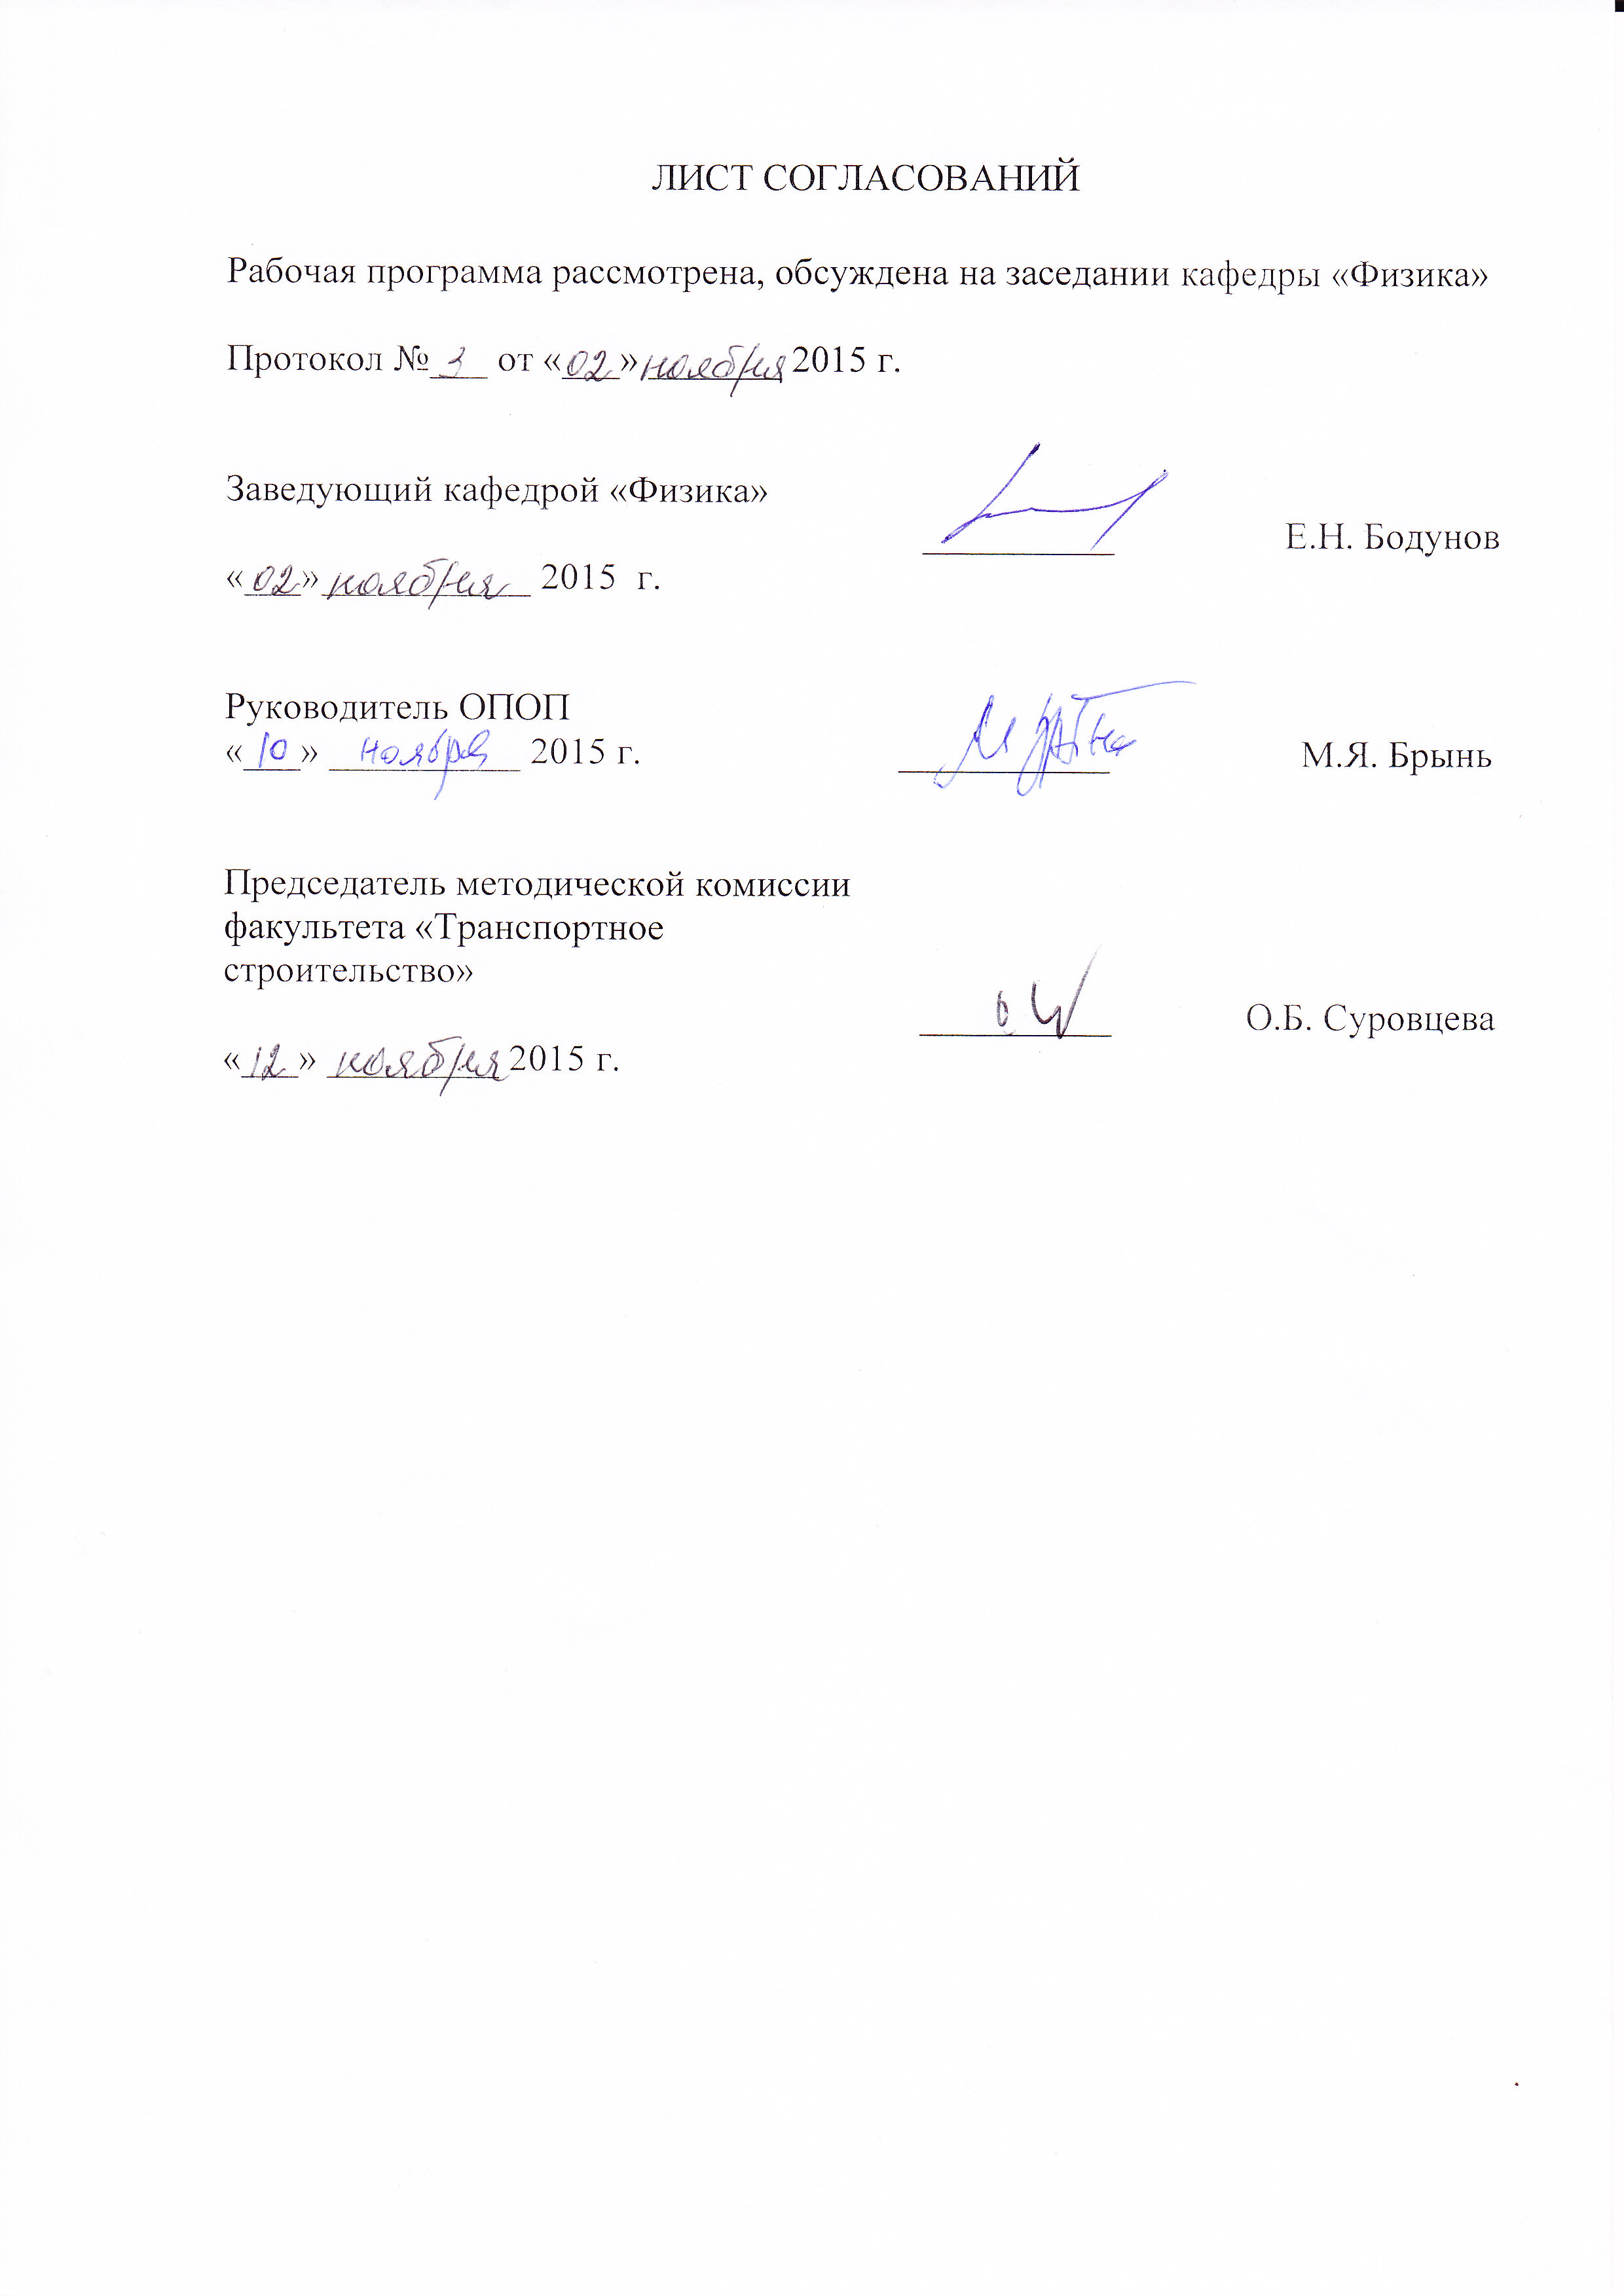 ЛИСТ СОГЛАСОВАНИЙ
Рабочая программа рассмотрена, обсуждена на заседании кафедры «Физика»
Протокол № 3 от «02» ноября 2015 г.
Заведующий кафедрой «Физика»
Е.Н. Бодунов
«02» ноября 2015 г.
Руководитель ОПОП
«10» ноября 2015 г. М.Я. Брынь
Председатель методической комиссии
факультета «Транспортное
строительство»
О.Б. Суровцева
«12» ноября 2015 г.